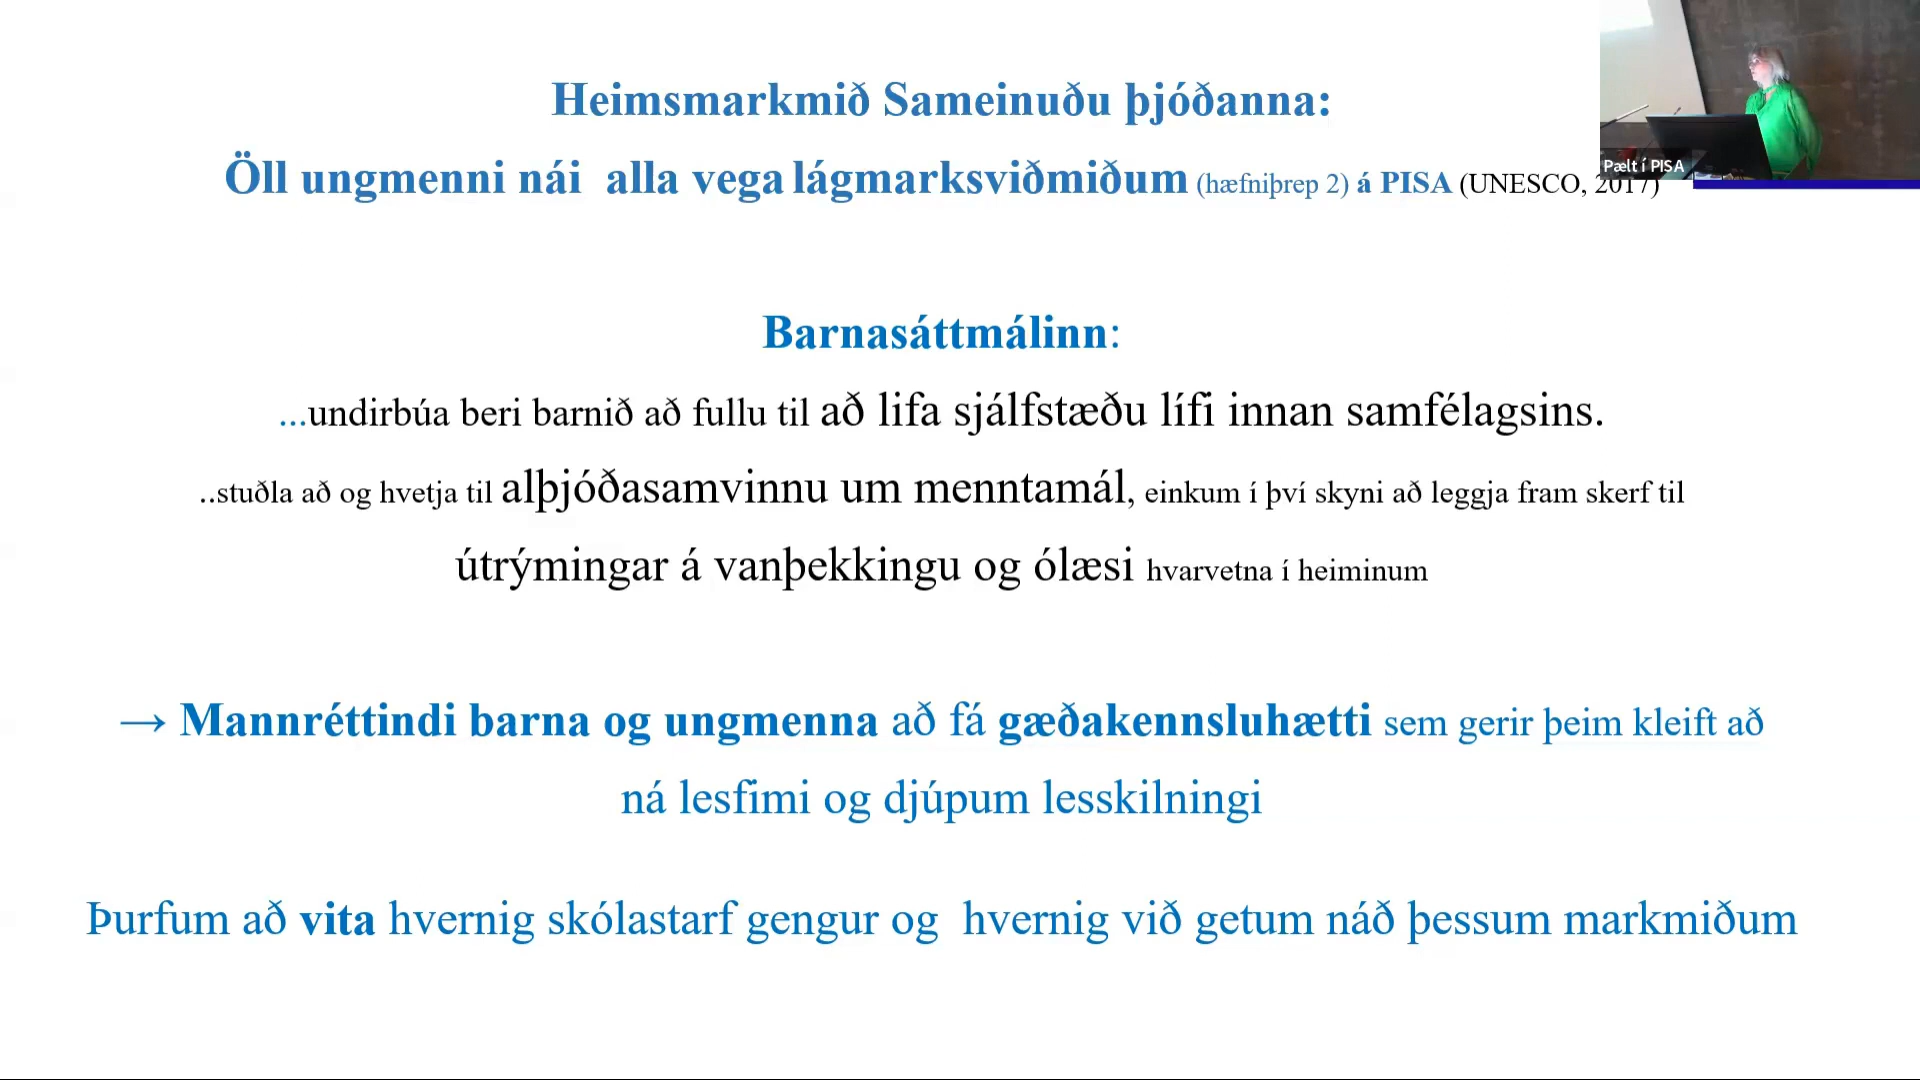 Heimsmarkmið Sameinuðu þjóðanna:
Öll ungmenni nái alla vega lágmarksviðmiðum (hæfniþrep 2) á PISA (UNESCO, 2017)
Pælt í PISA
Barnasáttmálinn:
...undirbúa beri barnið að fullu til að lifa sjálfstæðu lífi innan samfélagsins.
..stuðla að og hvetja til alþjóðasamvinnu um menntamál, einkum í því skyni að leggja fram skerf til
útrýmingar á vanþekkingu og ólæsi hvarvetna í heiminum
→ Mannréttindi barna og ungmenna að fá gæðakennsluhætti sem gerir þeim kleift að
ná lesfimi og djúpum lesskilningi
Þurfum að vita hvernig skólastarf gengur og hvernig við getum náð þessum markmiðum